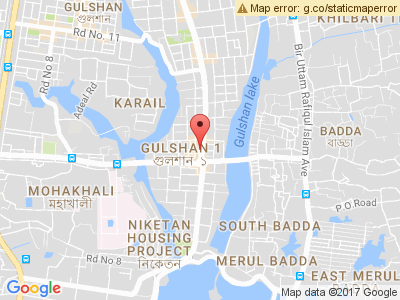 Map error: g.co/staticmaperror
GULSHAN
গুলশান
KHILBARI
Rd No. 11
Rd No 8
Adeal Rd
KARAIL
Gulshan lake
Bir Uttam Rafiqul Islam Ave
BADDA
বাড্ডা
GULSHAN 1
গুলশান ১
MOHAKHALI
মহাখালী
P O Road
NIKETAN
HOUSING
PROJECT
নিকেতন
SOUTH BADDA
Rd No 8
MERUL BADDA
EAST MERUL
Google
Map data ©2017 Google